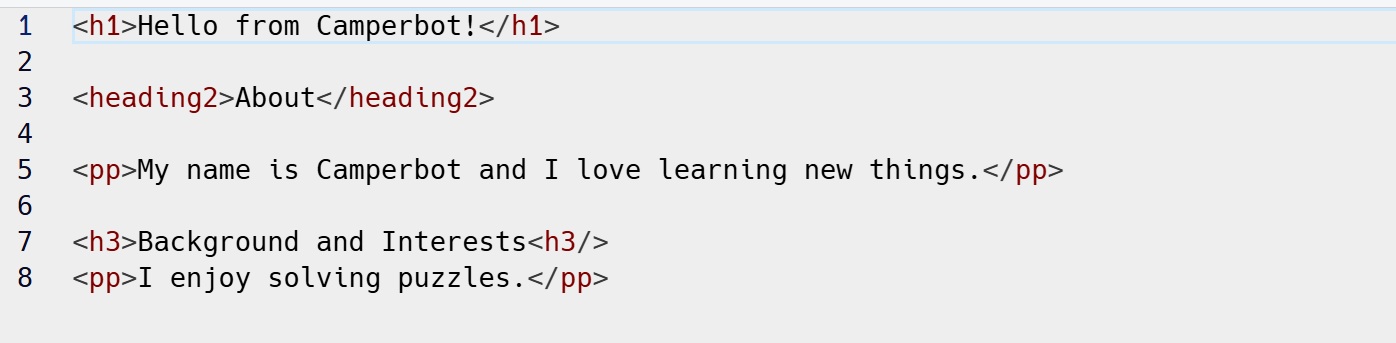 1 <h1>Hello from Camperbot!</h1>
2
3 <heading2>About</heading2>
4
5 <pp>My name is Camperbot and I love learning new things.</pp>
6
7 <h3>Background and Interests<h3/>
8 <pp>I enjoy solving puzzles.</pp>